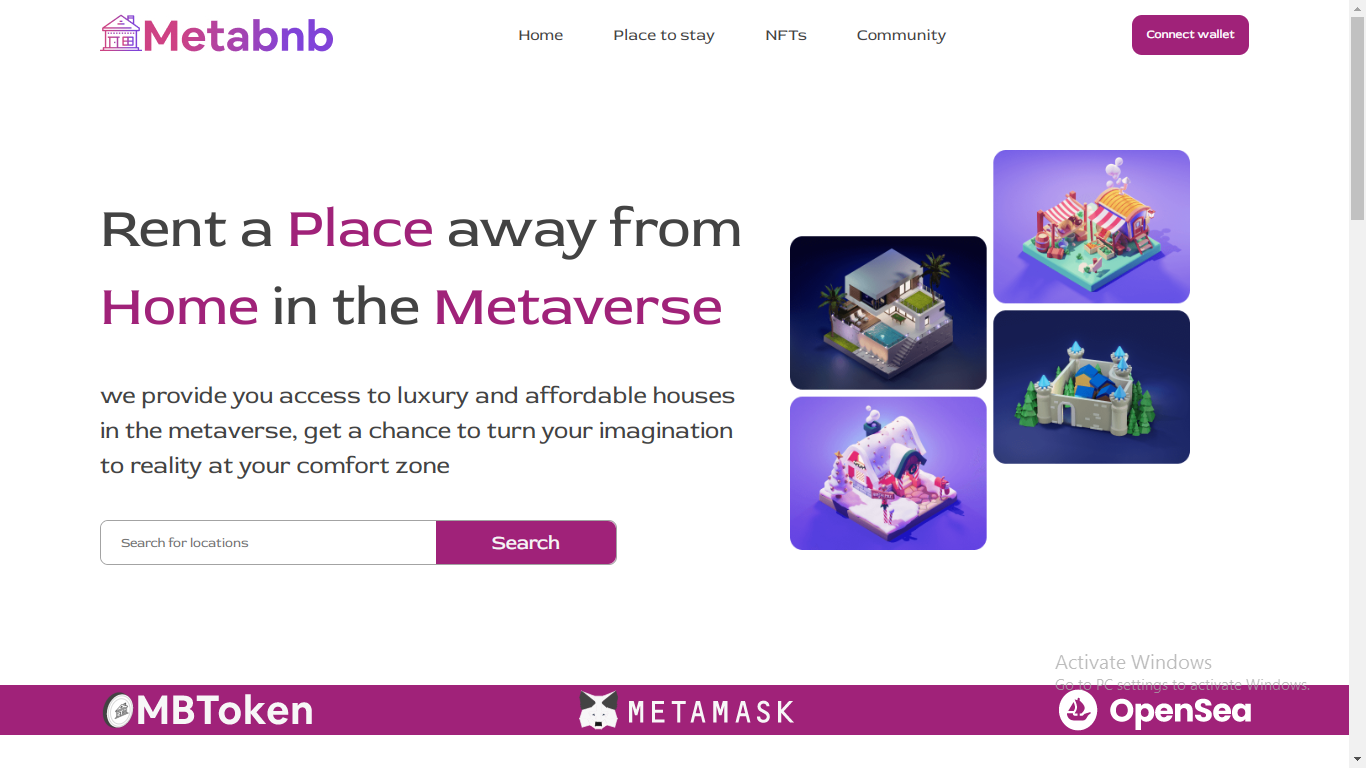 Metabnb
Home
Place to stay
NFTs
Community
Connect wallet
Rent a Place away from
Home in the Metaverse
we provide you access to luxury and affordable houses
in the metaverse, get a chance to turn your imagination
to reality at your comfort zone
Search for locations
Search
Activate Windows
Go to PC settings to activate Windows.
MBToken
METAMASK
OpenSea